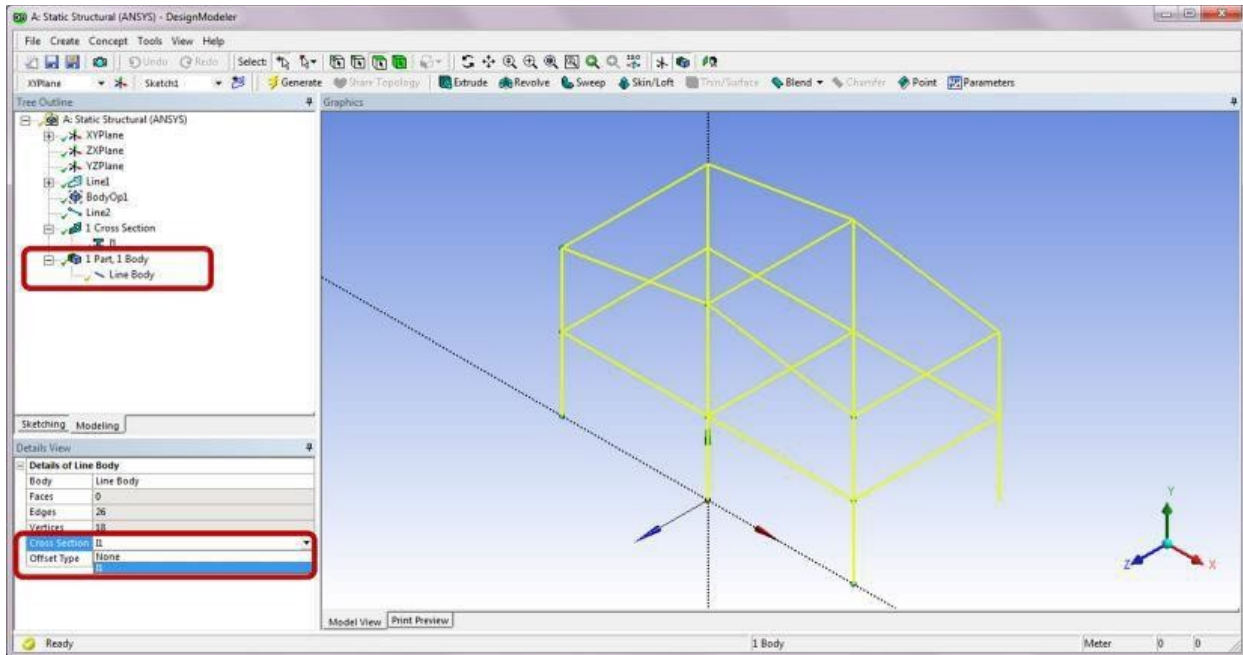 A: Static Structural (ANSYS) - DesignModeler
File Create Concept Tools View Help
Undo Redo Select:
XYPlane Sketch1 Generate Share Topology Extrude Revolve Sweep Skin/Loft Thin/Surface Blend Chamfer Point Parameters
Tree Outline
A: Static Structural (ANSYS)
XYPlane
ZXPlane
YZPlane
Line1
BodyOp1
Line2
1 Cross Section
I1
1 Part, 1 Body
Line Body
Sketching Modeling
Details View
Details of Line Body
Body Line Body
Faces 0
Edges 26
Vertices 18
Cross Section I1
Offset Type None
I1
Graphics
Y
Z X
Model View Print Preview
Ready 1 Body Meter 0 0